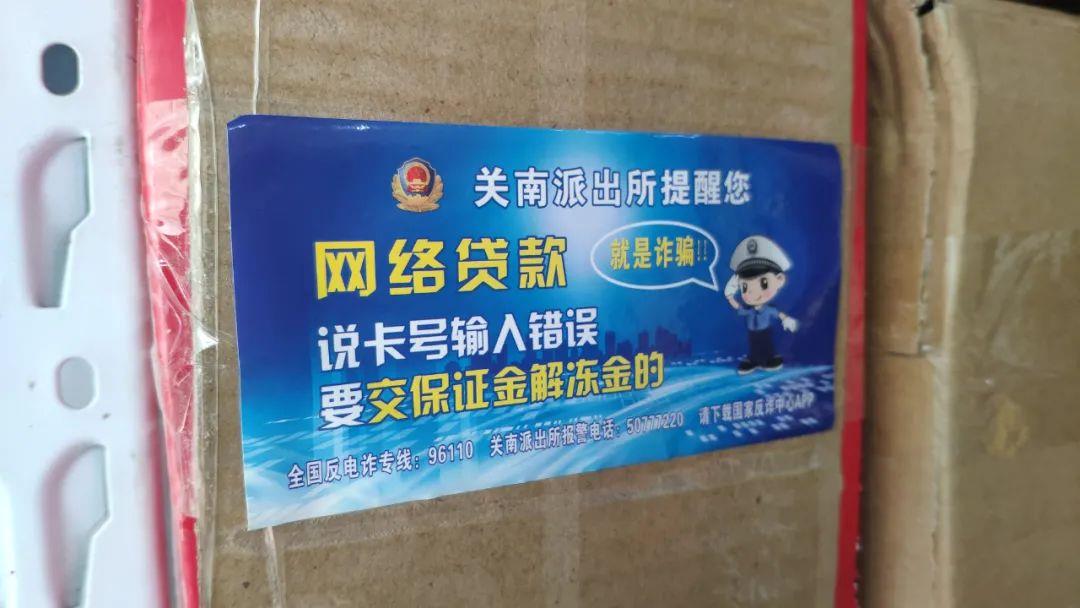 关南派出所提醒您
网络贷款
就是诈骗!!
说卡号输入错误
要交保证金解冻金的
全国反电诈专线：96110 关南派出所报警电话：50777220 请下载国家反诈中心APP